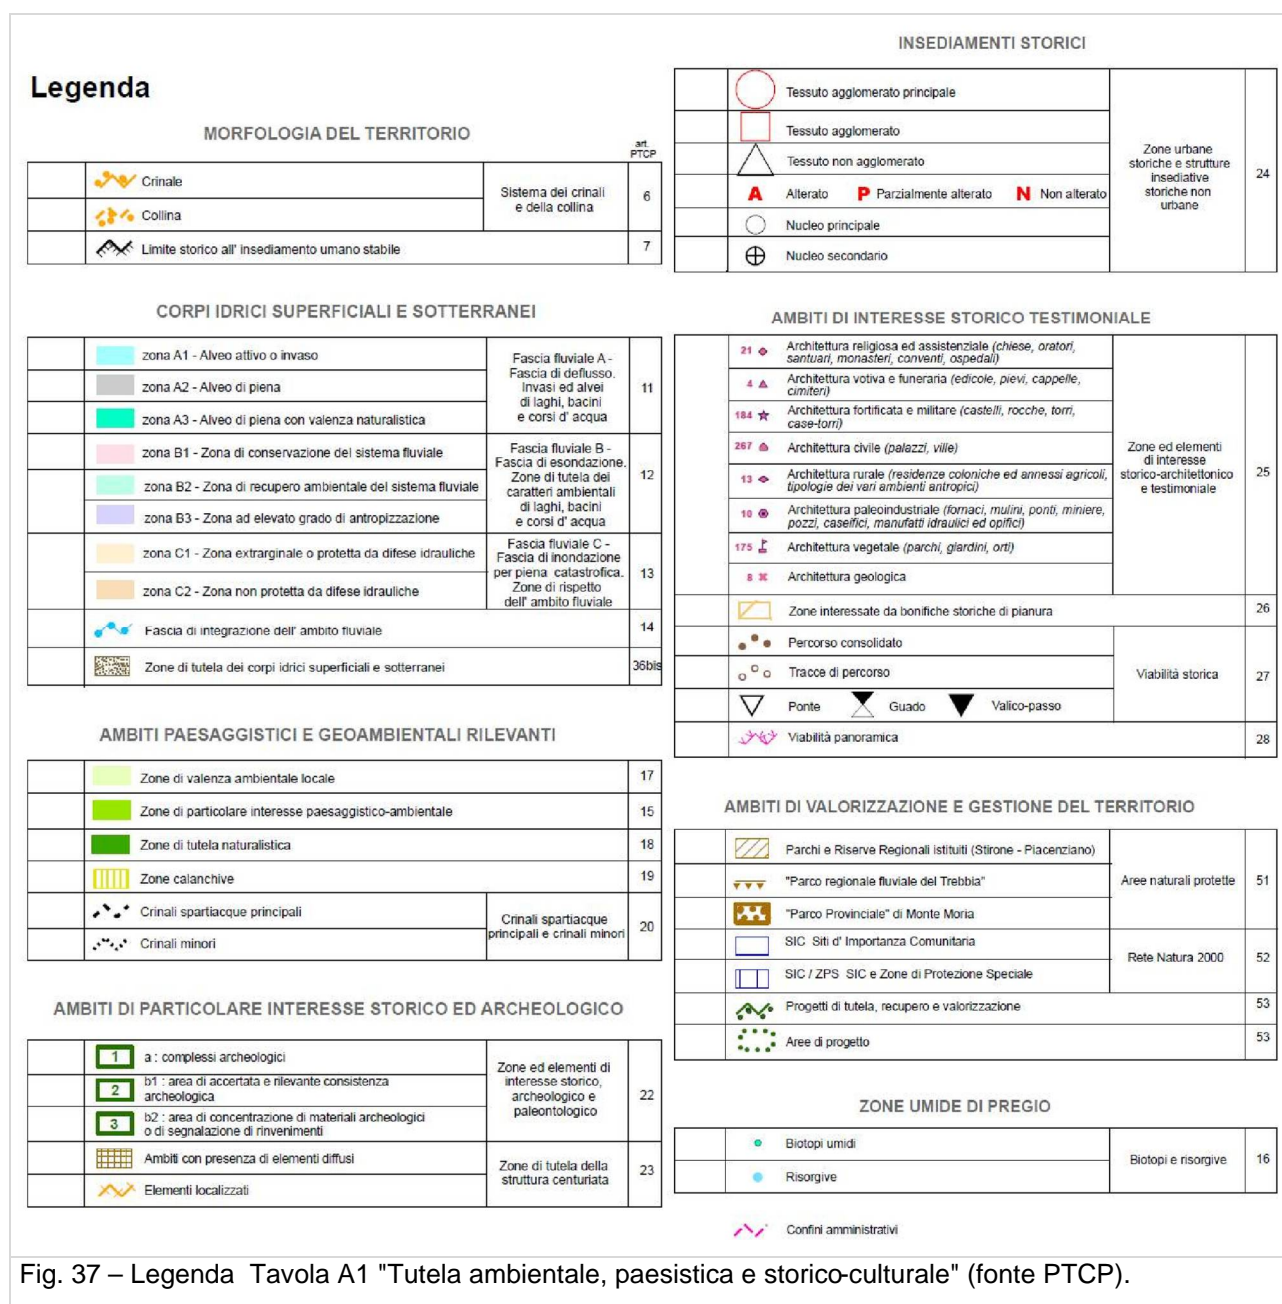 Legenda
MORFOLOGIA DEL TERRITORIO
art.
PTCP
Crinale
Collina
Sistema dei crinali
e della collina
6
Limite storico all' insediamento umano stabile
7
CORPI IDRICI SUPERFICIALI E SOTTERRANEI
zona A1 - Alveo attivo o invaso
zona A2 - Alveo di piena
zona A3 - Alveo di piena con valenza naturalistica
Fascia fluviale A -
Fascia di deflusso.
Invasi ed alvei
di laghi, bacini
e corsi d' acqua
11
zona B1 - Zona di conservazione del sistema fluviale
zona B2 - Zona di recupero ambientale del sistema fluviale
zona B3 - Zona ad elevato grado di antropizzazione
Fascia fluviale B -
Fascia di esondazione.
Zone di tutela dei
caratteri ambientali
di laghi, bacini
e corsi d' acqua
12
zona C1 - Zona extrarginale o protetta da difese idrauliche
zona C2 - Zona non protetta da difese idrauliche
Fascia fluviale C -
Fascia di inondazione
per piena catastrofica.
Zone di rispetto
dell' ambito fluviale
13
Fascia di integrazione dell' ambito fluviale
14
Zone di tutela dei corpi idrici superficiali e sotterranei
36bis
AMBITI PAESAGGISTICI E GEOAMBIENTALI RILEVANTI
Zone di valenza ambientale locale
17
Zone di particolare interesse paesaggistico-ambientale
15
Zone di tutela naturalistica
18
Zone calanchive
19
Crinali spartiacque principali
Crinali minori
Crinali spartiacque
principali e crinali minori
20
AMBITI DI PARTICOLARE INTERESSE STORICO ED ARCHEOLOGICO
1 a : complessi archeologici
2 b1 : area di accertata e rilevante consistenza
archeologica
3 b2 : area di concentrazione di materiali archeologici
o di segnalazione di rinvenimenti
Zone ed elementi di
interesse storico,
archeologico e
paleontologico
22
Ambiti con presenza di elementi diffusi
Elementi localizzati
Zone di tutela della
struttura centuriata
23
INSEDIAMENTI STORICI
Tessuto agglomerato principale
Tessuto agglomerato
Tessuto non agglomerato
A Alterato P Parzialmente alterato N Non alterato
Nucleo principale
Nucleo secondario
Zone urbane
storiche e strutture
insediative
storiche non
urbane
24
AMBITI DI INTERESSE STORICO TESTIMONIALE
21 Architettura religiosa ed assistenziale (chiese, oratori,
santuari, monasteri, conventi, ospedali)
4 Architettura votiva e funeraria (edicole, pievi, cappelle,
cimiteri)
184 Architettura fortificata e militare (castelli, rocche, torri,
case-torri)
267 Architettura civile (palazzi, ville)
13 Architettura rurale (residenze coloniche ed annessi agricoli,
tipologie dei vari ambienti antropici)
10 Architettura paleoindustriale (fornaci, mulini, ponti, miniere,
pozzi, caseifici, manufatti idraulici ed opifici)
175 Architettura vegetale (parchi, giardini, orti)
8 Architettura geologica
Zone ed elementi
di interesse
storico-architettonico
e testimoniale
25
Zone interessate da bonifiche storiche di pianura
26
Percorso consolidato
Tracce di percorso
Ponte Guado Valico-passo
Viabilità storica
27
Viabilità panoramica
28
AMBITI DI VALORIZZAZIONE E GESTIONE DEL TERRITORIO
Parchi e Riserve Regionali istituiti (Stirone - Piacenziano)
"Parco regionale fluviale del Trebbia"
"Parco Provinciale" di Monte Moria
Aree naturali protette
51
SIC Siti d' Importanza Comunitaria
SIC / ZPS SIC e Zone di Protezione Speciale
Rete Natura 2000
52
Progetti di tutela, recupero e valorizzazione
53
Aree di progetto
53
ZONE UMIDE DI PREGIO
Biotopi umidi
Risorgive
Biotopi e risorgive
16
Confini amministrativi
Fig. 37 – Legenda Tavola A1 "Tutela ambientale, paesistica e storico-culturale" (fonte PTCP).